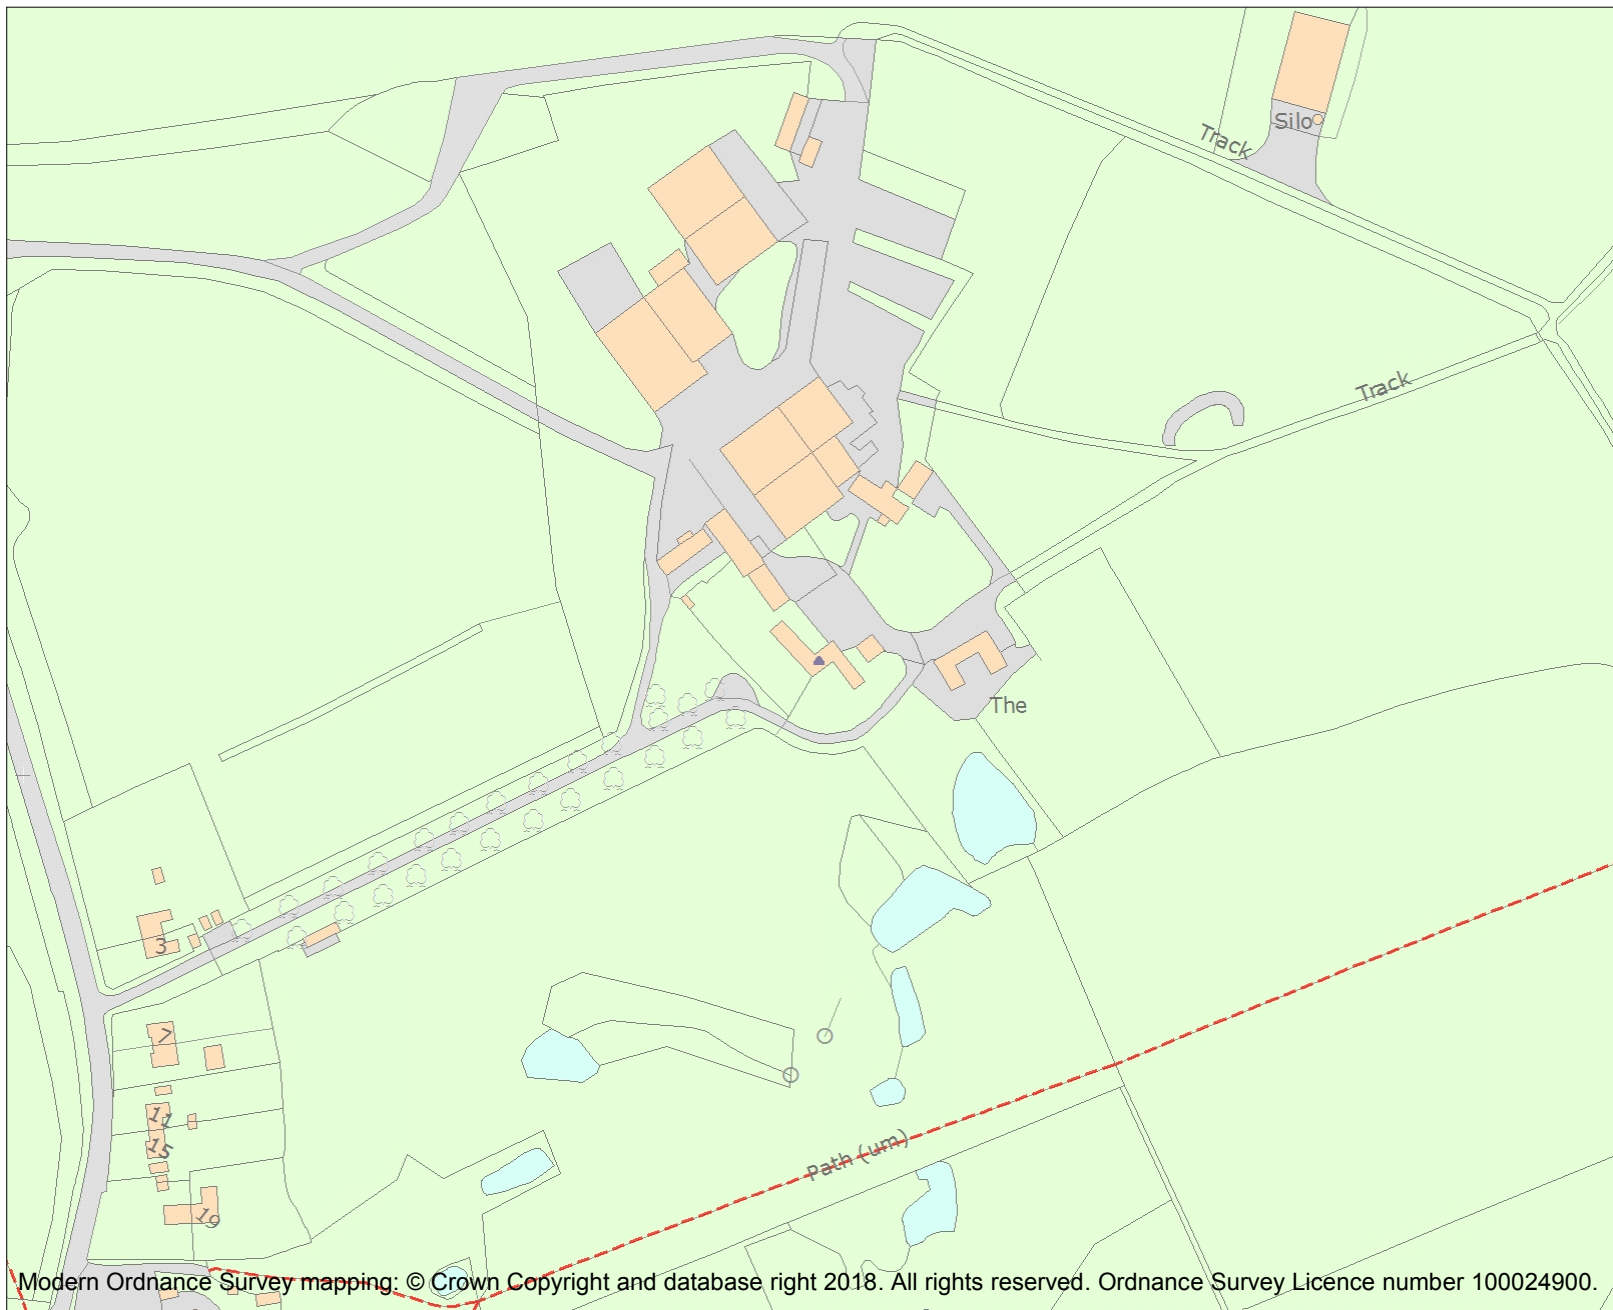 Track
Silo
Track
The
3
7
11
15
Path (um)
19
Modern Ordnance Survey mapping: © Crown Copyright and database right 2018. All rights reserved. Ordnance Survey Licence number 100024900.